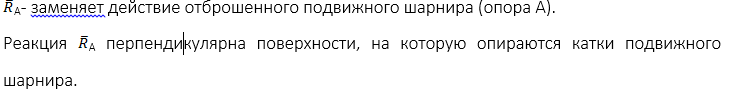 R̄A- заменяет действие отброшенного подвижного шарнира (опора А).
Реакция R̄A перпендикулярна поверхности, на которую опираются катки подвижного
шарнира.